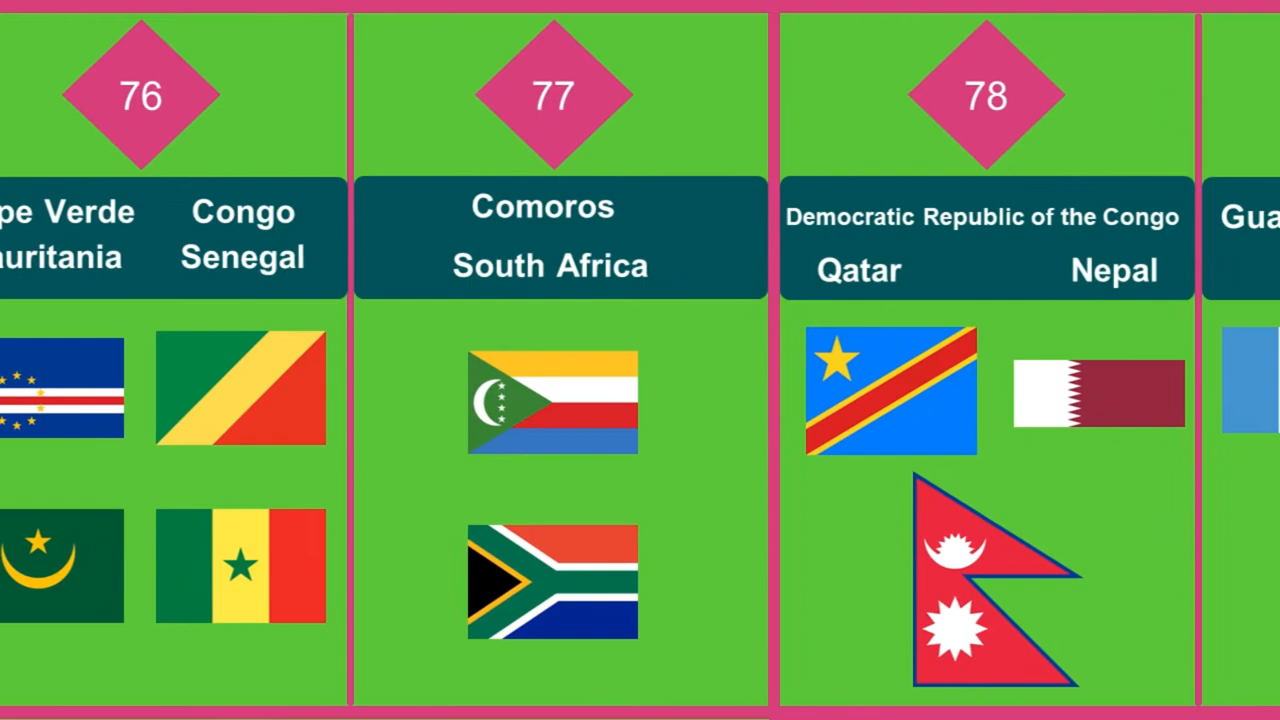 76
pe Verde Congo
uritania Senegal
77
Comoros
South Africa
78
Democratic Republic of the Congo
Qatar Nepal
Gua